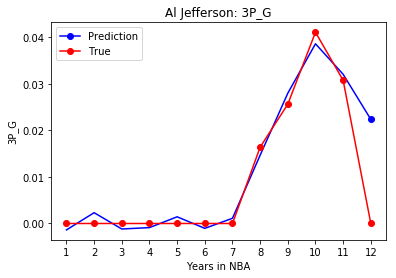 Al Jefferson: 3P_G
Prediction
True
0.04
0.03
0.02
0.01
0.00
3P_G
1 2 3 4 5 6 7 8 9 10 11 12
Years in NBA